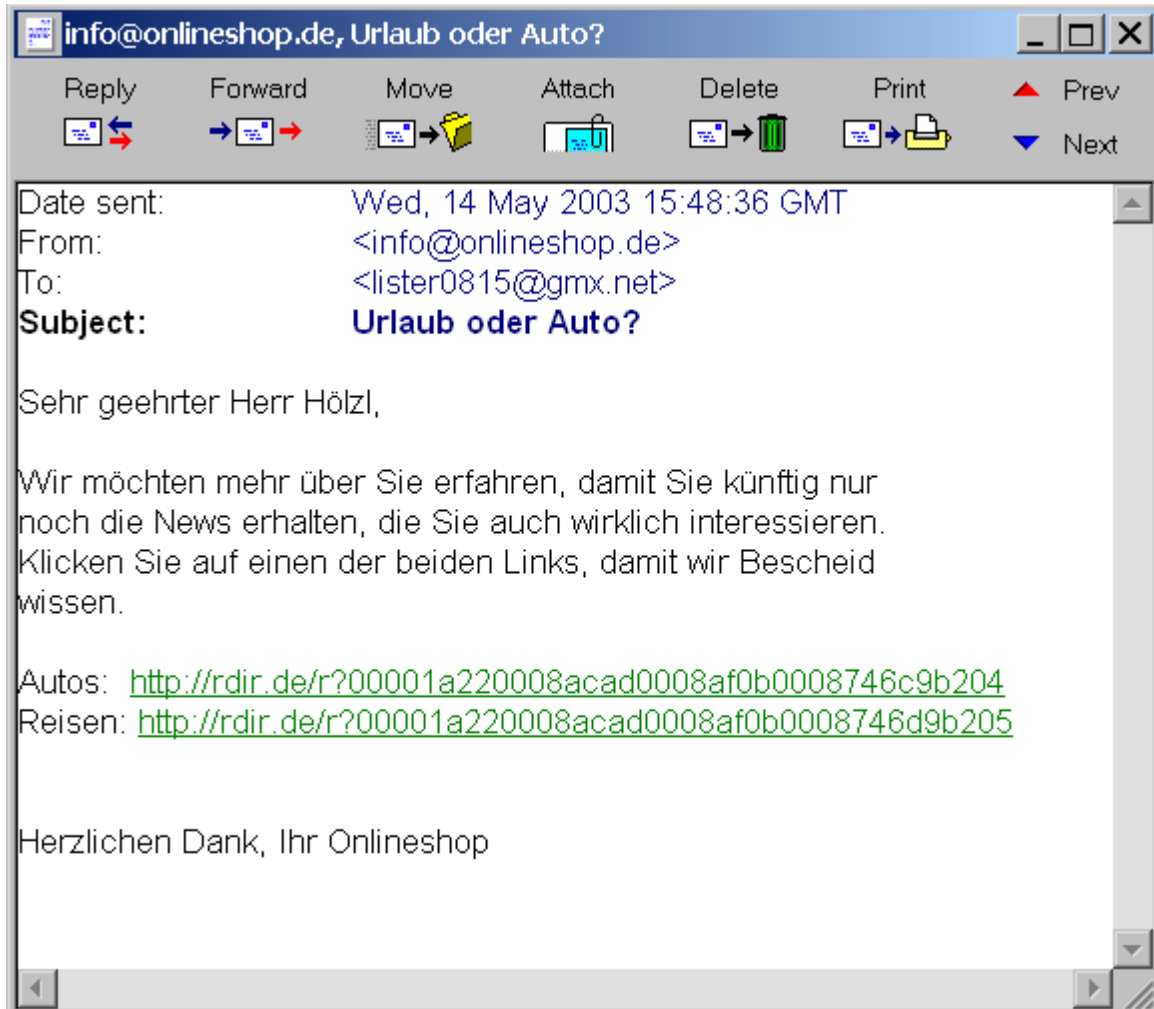 info@onlineshop.de, Urlaub oder Auto?
Reply Forward Move Attach Delete Print Prev
Next
Date sent: Wed, 14 May 2003 15:48:36 GMT
From: <info@onlineshop.de>
To: <lister0815@gmx.net>
Subject: Urlaub oder Auto?
Sehr geehrter Herr Hölzl,
Wir möchten mehr über Sie erfahren, damit Sie künftig nur
noch die News erhalten, die Sie auch wirklich interessieren.
Klicken Sie auf einen der beiden Links, damit wir Bescheid
wissen.
Autos: http://rdir.de/r?00001a220008acad0008af0b0008746c9b204
Reisen: http://rdir.de/r?00001a220008acad0008af0b0008746d9b205
Herzlichen Dank, Ihr Onlineshop